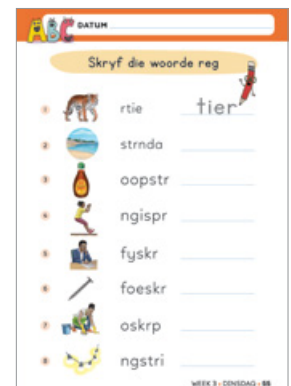 ABC DATUM
Skryf die woorde reg
1 rtie tier
2 strnda
3 oopstr
4 ngispr
5 fyskr
6 foeskr
7 oskrp
8 ngstri
WEEK 3 • DINSDAG • 55